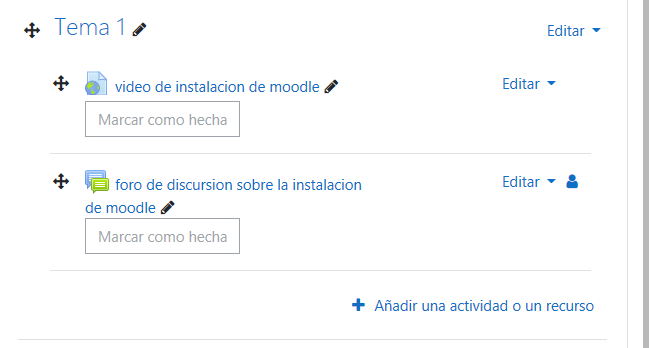 Tema 1
Editar
video de instalacion de moodle
Editar
Marcar como hecha
foro de discursion sobre la instalacion
de moodle
Editar
Marcar como hecha
Añadir una actividad o un recurso